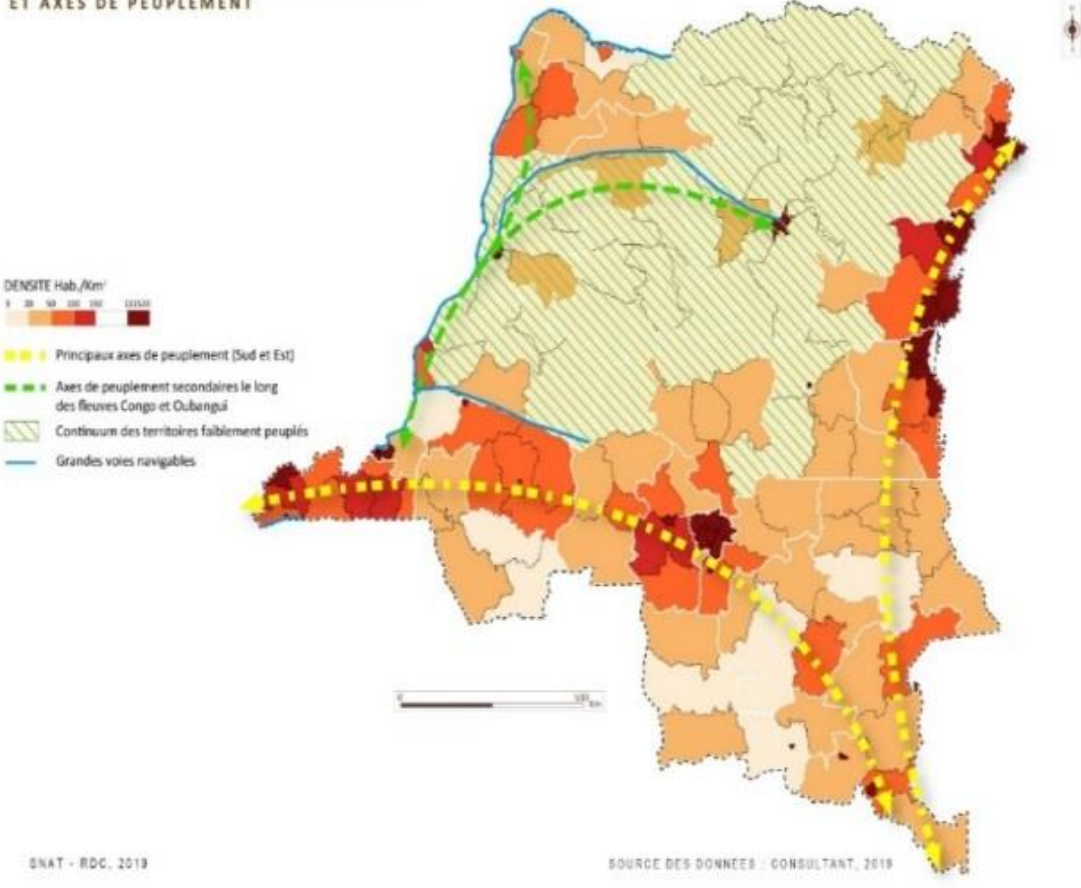 ET AXES DE PEUPLEMENT
DENSITE Hab./Km²
Principaux axes de peuplement (Sud et Est)
Axes de peuplement secondaires le long
des fleuves Congo et Oubangui
Continuum des territoires faiblement peuplés
Grandes voies navigables
0
Km
SNAT - RDC, 2019
SOURCE DES DONNEES : CONSULTANT, 2019